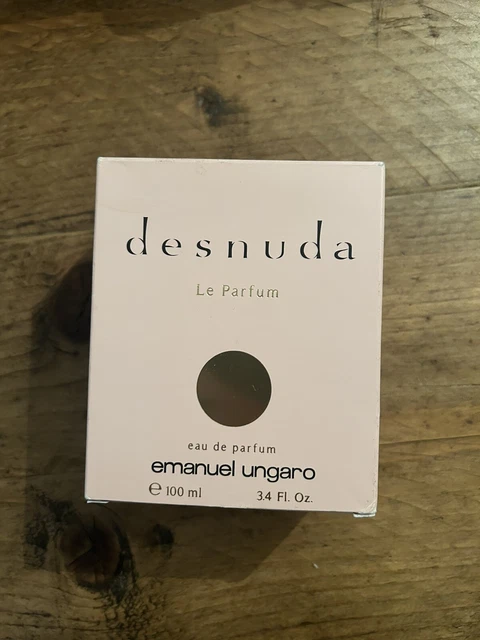 desnuda
Le Parfum
eau de parfum
emanuel ungaro
℮ 100 ml 3.4 Fl. Oz.